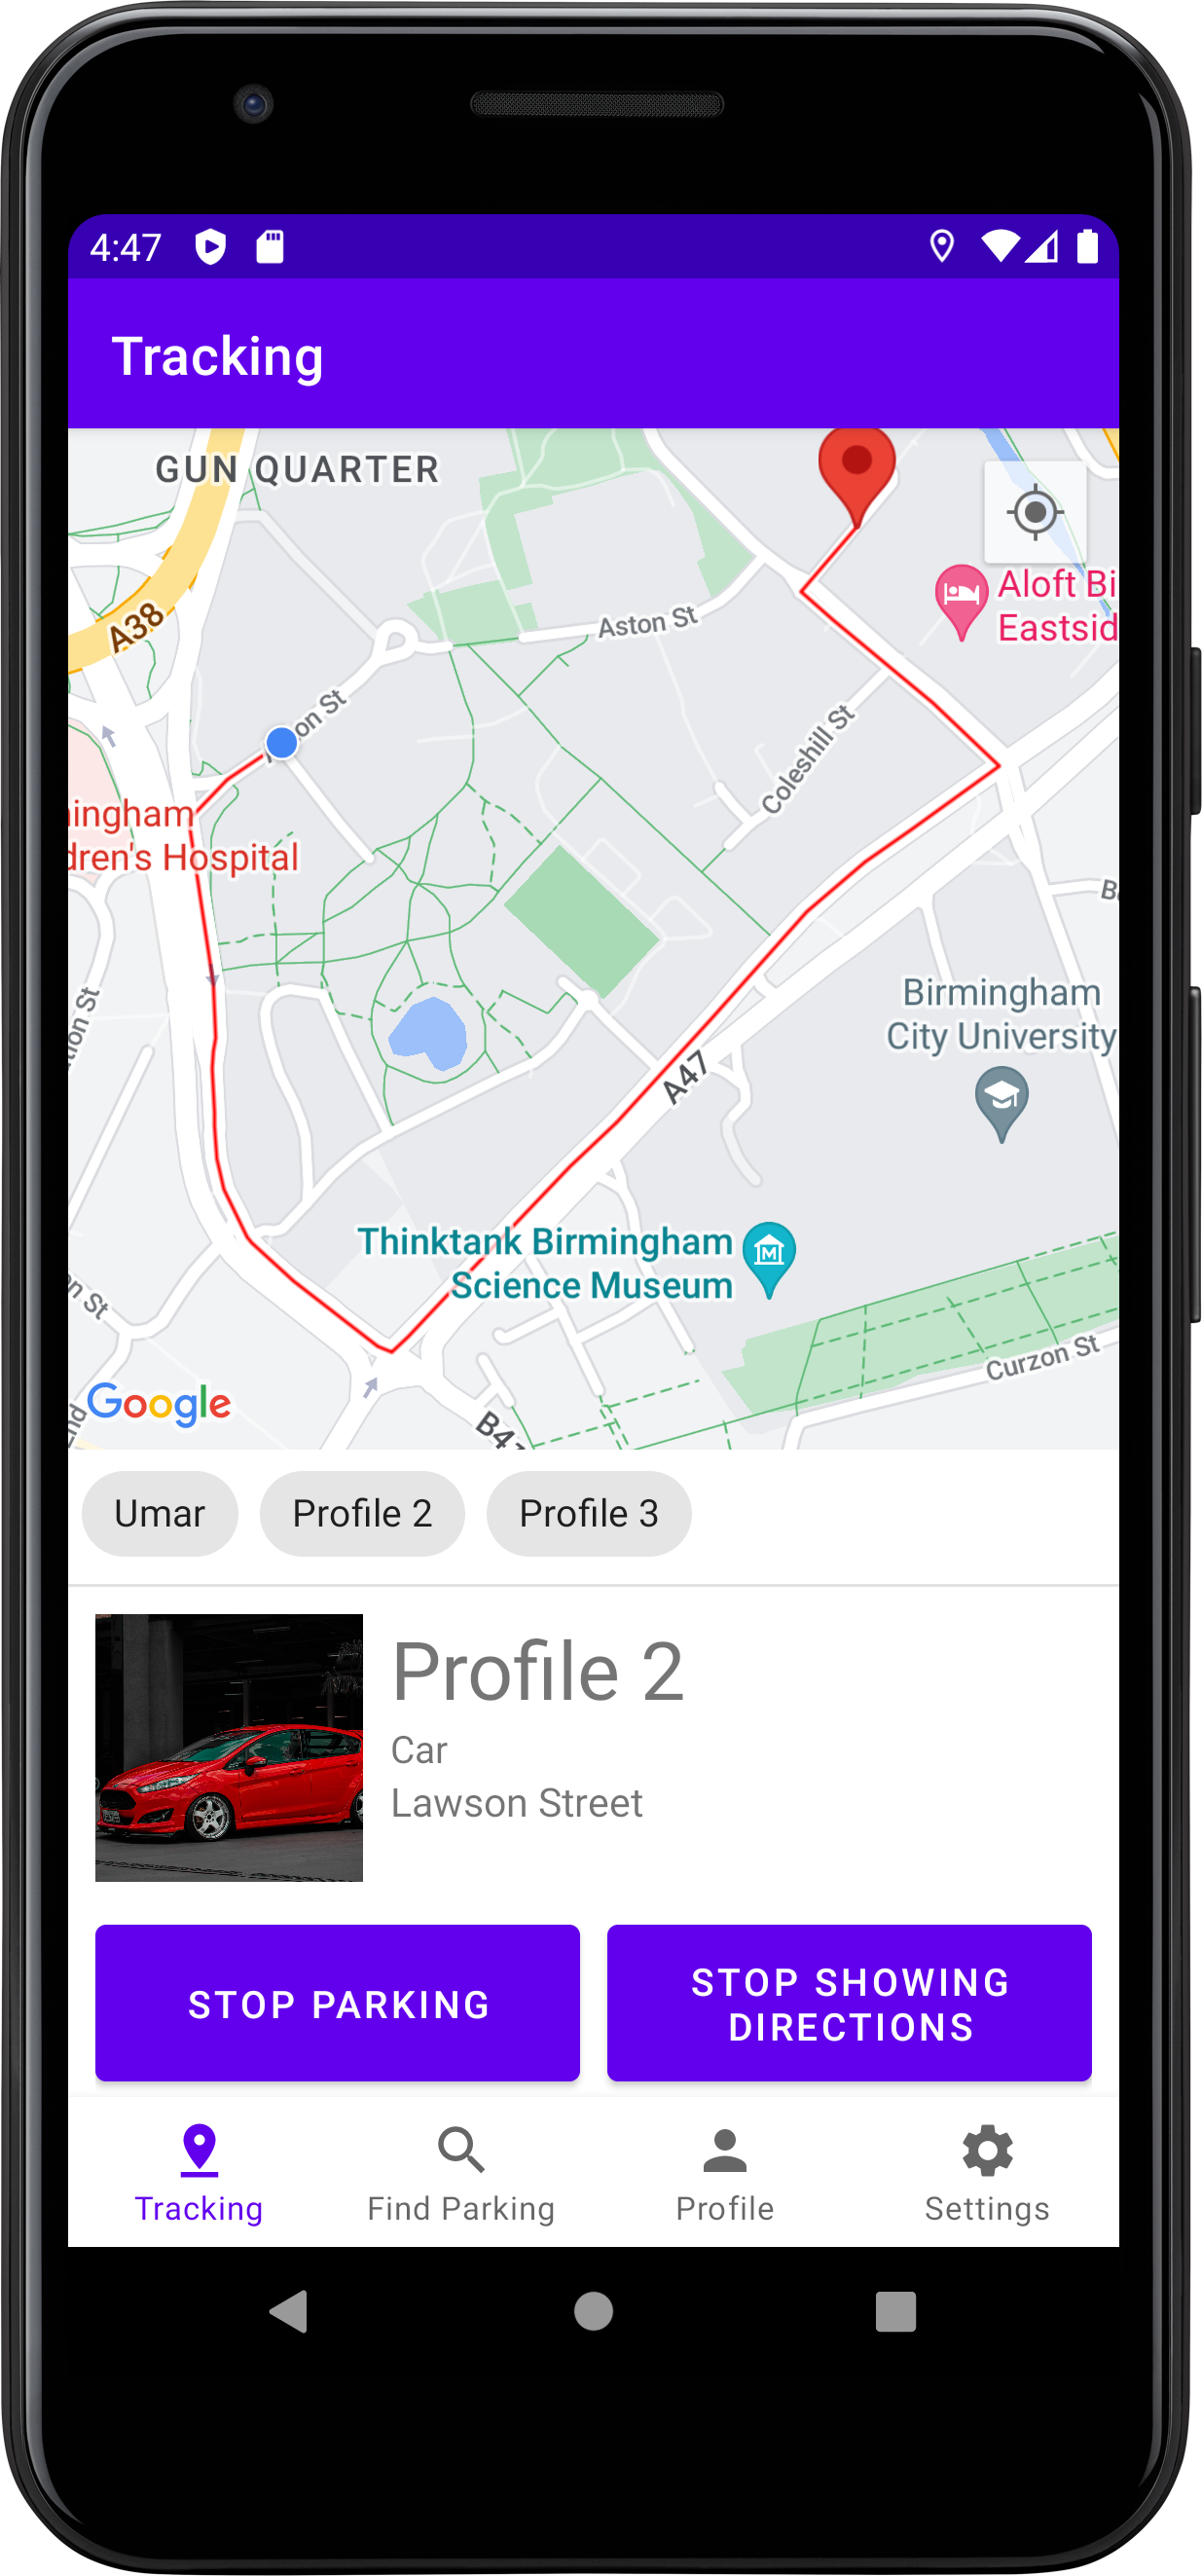 4:47
Tracking
GUN QUARTER
A38
Aston St
Aloft Bi
Eastsid
on St
Coleshill St
ingham
dren's Hospital
B
tion St
Birmingham
City University
A47
Thinktank Birmingham
Science Museum
n St
Curzon St
Google
B4
Umar
Profile 2
Profile 3
Profile 2
Car
Lawson Street
STOP PARKING
STOP SHOWING
DIRECTIONS
Tracking
Find Parking
Profile
Settings